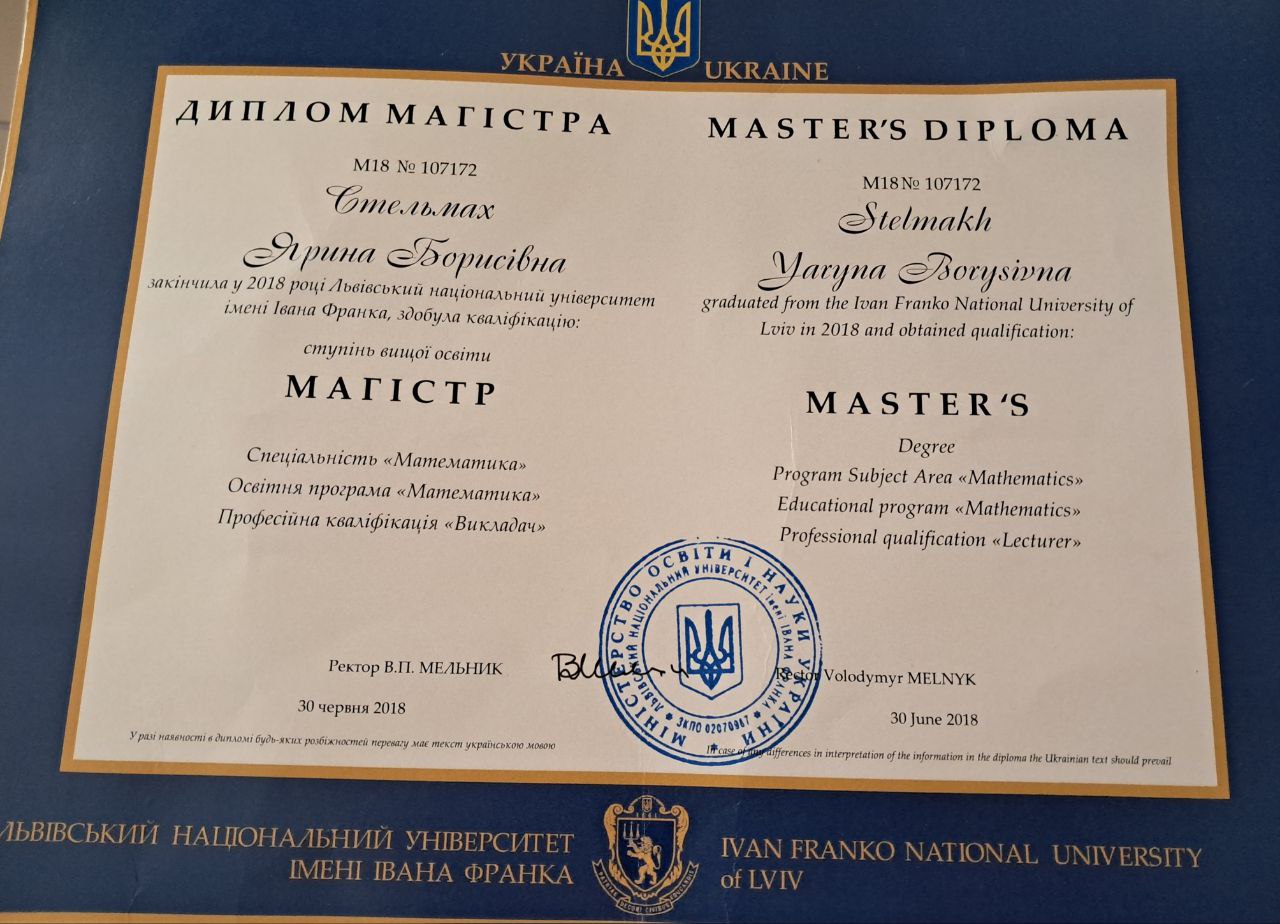 УКРАЇНА UKRAINE
ДИПЛОМ МАГІСТРА
М18 № 107172
Стельмах
Ярина Борисівна
закінчила у 2018 році Львівський національний університет
імені Івана Франка, здобула кваліфікацію:
ступінь вищої освіти
МАГІСТР
Спеціальність «Математика»
Освітня програма «Математика»
Професійна кваліфікація «Викладач»
Ректор В.П. МЕЛЬНИК
30 червня 2018
У разі наявності в дипломі будь-яких розбіжностей перевагу має текст українською мовою
MASTER'S DIPLOMA
M18№ 107172
Stelmakh
Yaryna Borysivna
graduated from the Ivan Franko National University of
Lviv in 2018 and obtained qualification:
MASTER ‘S
Degree
Program Subject Area «Mathematics»
Educational program «Mathematics»
Professional qualification «Lecturer»
Rector Volodymyr MELNYK
30 June 2018
In case of any differences in interpretation of the information in the diploma the Ukrainian text should prevail
МІНІСТЕРСТВО ОСВІТИ І НАУКИ УКРАЇНИ
ЛЬВІВСЬКИЙ НАЦІОНАЛЬНИЙ УНІВЕРСИТЕТ імені ІВАНА ФРАНКА
ЗКПО 02070987
ЛЬВІВСЬКИЙ НАЦІОНАЛЬНИЙ УНІВЕРСИТЕТ
ІМЕНІ ІВАНА ФРАНКА
IVAN FRANKO NATIONAL UNIVERSITY
of LVIV